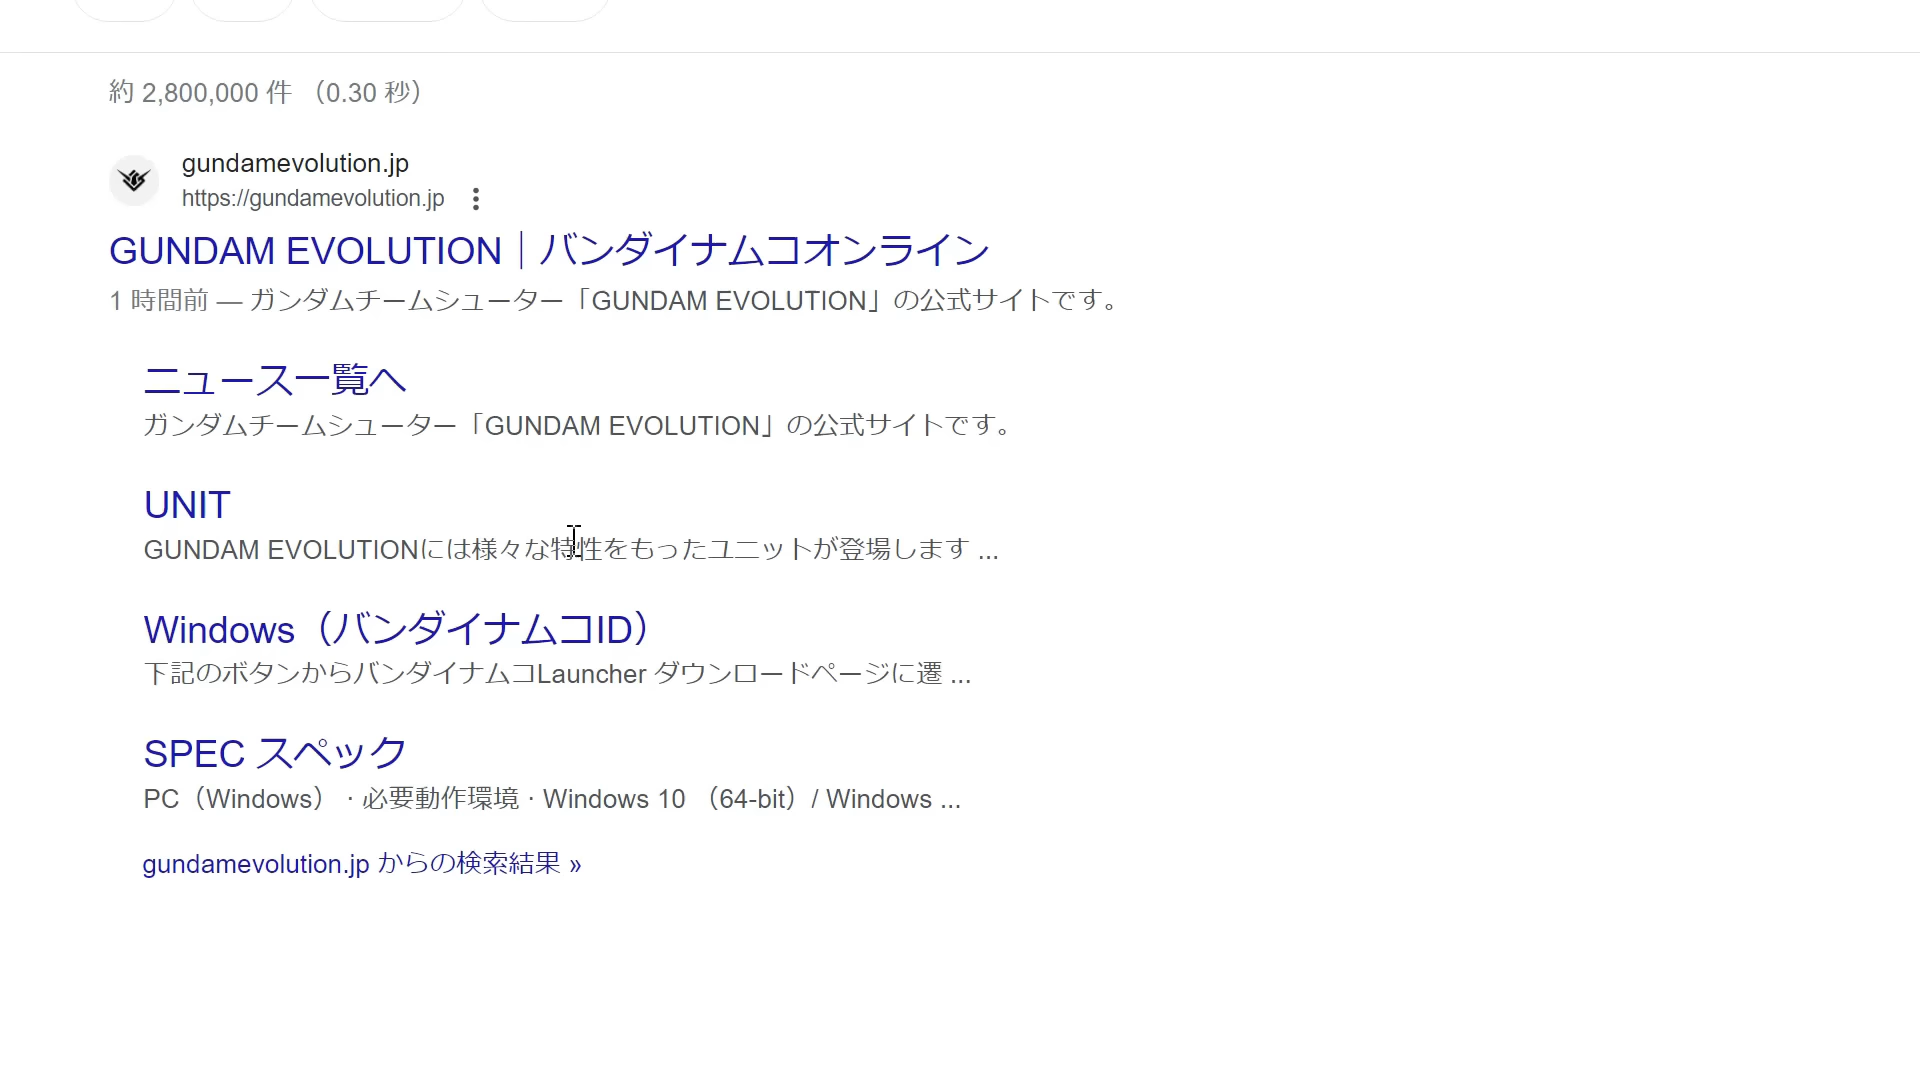 約 2,800,000 件 （0.30 秒）
gundamevolution.jp
https://gundamevolution.jp
GUNDAM EVOLUTION｜バンダイナムコオンライン
1 時間前 — ガンダムチームシューター「GUNDAM EVOLUTION」の公式サイトです。
ニュース一覧へ
ガンダムチームシューター「GUNDAM EVOLUTION」の公式サイトです。
UNIT
GUNDAM EVOLUTIONには様々な特性をもったユニットが登場します ...
Windows（バンダイナムコID）
下記のボタンからバンダイナムコLauncher ダウンロードページに遷 ...
SPEC スペック
PC（Windows） · 必要動作環境 · Windows 10 （64-bit）/ Windows ...
gundamevolution.jp からの検索結果 »